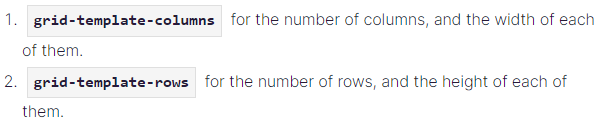 1. grid-template-columns for the number of columns, and the width of each
of them.
2. grid-template-rows for the number of rows, and the height of each of
them.